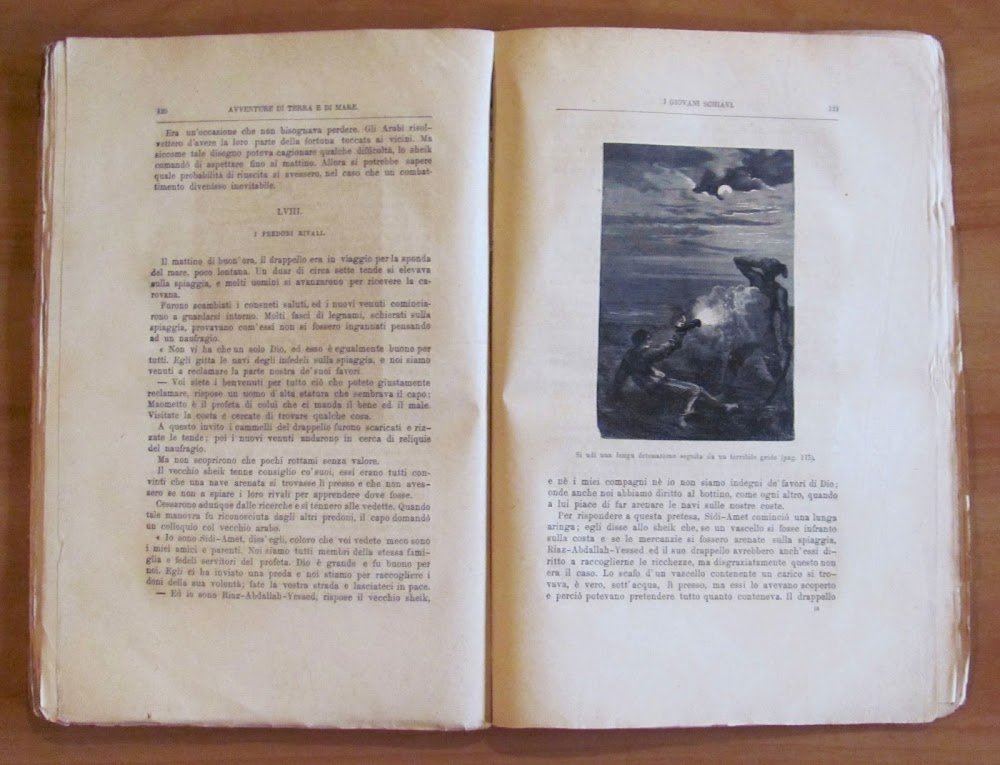 AVVENTURE DI TERRA E DI MARE.
Era un'occasione che non bisognava perdere. Gli Arabi risol-
vettero d'avere la loro parte della fortuna toccata ai vicini. Ma
siccome tale disegno poteva cagionare qualche difficoltà, lo sheik
comandò di aspettare fino al mattino. Allora si potrebbe sapere
quale probabilità di riuscita si avessero, nel caso che un combat-
timento divenisse inevitabile.
LVIII.
I PREDONI RIVALI.
Il mattino di buon'ora, il drappello era in viaggio per la sponda
del mare, poco lontana. Un duar di circa sette tende si elevava
sulla spiaggia, e molti uomini si avanzarono per ricevere la ca-
rovana.
Furono scambiati i consueti saluti, ed i nuovi venuti comincia-
rono a guardarsi intorno. Molti fasci di legnami, schierati sulla
spiaggia, provavano com'essi non si fossero ingannati pensando
ad un naufragio.
« Non vi ha che un solo Dio, ed esso è egualmente buono per
tutti. Egli gitta le navi degli infedeli sulla spiaggia, e noi siamo
venuti a reclamare la parte nostra de' suoi favori.
— Voi siete i benvenuti per tutto ciò che potete giustamente
reclamare, rispose un uomo d'alta statura che sembrava il capo;
Maometto è il profeta di colui che ci manda il bene ed il male.
Visitate la costa e cercate di trovare qualche cosa.
A questo invito i cammelli del drappello furono scaricati e riz-
zate le tende; poi i nuovi venuti andarono in cerca di reliquie
del naufragio.
Ma non scoprirono che pochi rottami senza valore.
Il vecchio sheik tenne consiglio co' suoi, essi erano tutti con-
vinti che una nave arenata si trovasse lì presso e che non aves-
sero se non a spiare i loro rivali per apprendere dove fosse.
Cessarono adunque dalle ricerche e si tennero alle vedette. Quando
tale manovra fu riconosciuta dagli altri predoni, il capo domandò
un colloquio col vecchio arabo.
« Io sono Sidi-Amet, diss'egli, coloro che voi vedete meco sono
i miei amici e parenti. Noi siamo tutti membri della stessa fami-
glia e fedeli servitori del profeta. Dio è grande e fu buono per
noi. Egli ci ha inviato una preda e noi stiamo per raccogliere i
doni della sua volontà; fate la vostra strada e lasciateci in pace.
— Ed io sono Riaz-Abdallah-Yessed, rispose il vecchio sheik,
I GIOVANI SCHIAVI.
Si udì una lunga detonazione seguita da un terribile grido (pag. 117).
e nè i miei compagni nè io non siamo indegni de' favori di Dio;
onde anche noi abbiamo diritto al bottino, come ogni altro, quando
a lui piace di far arenare le navi sulle nostre coste.
Per rispondere a questa pretesa, Sidi-Amet cominciò una lunga
aringa; egli disse allo sheik che, se un vascello si fosse infranto
sulla costa e se le mercanzie si fossero arenate sulla spiaggia,
Riaz-Abdallah-Yessed ed il suo drappello avrebbero anch'essi di-
ritto a raccoglierne le ricchezze, ma disgraziatamente questo non
era il caso. Lo scafo d'un vascello contenente un carico si tro-
vava, è vero, sott'acqua, lì presso, ma essi lo avevano scoperto
e perciò potevano pretendere tutto quanto conteneva. Il drappello